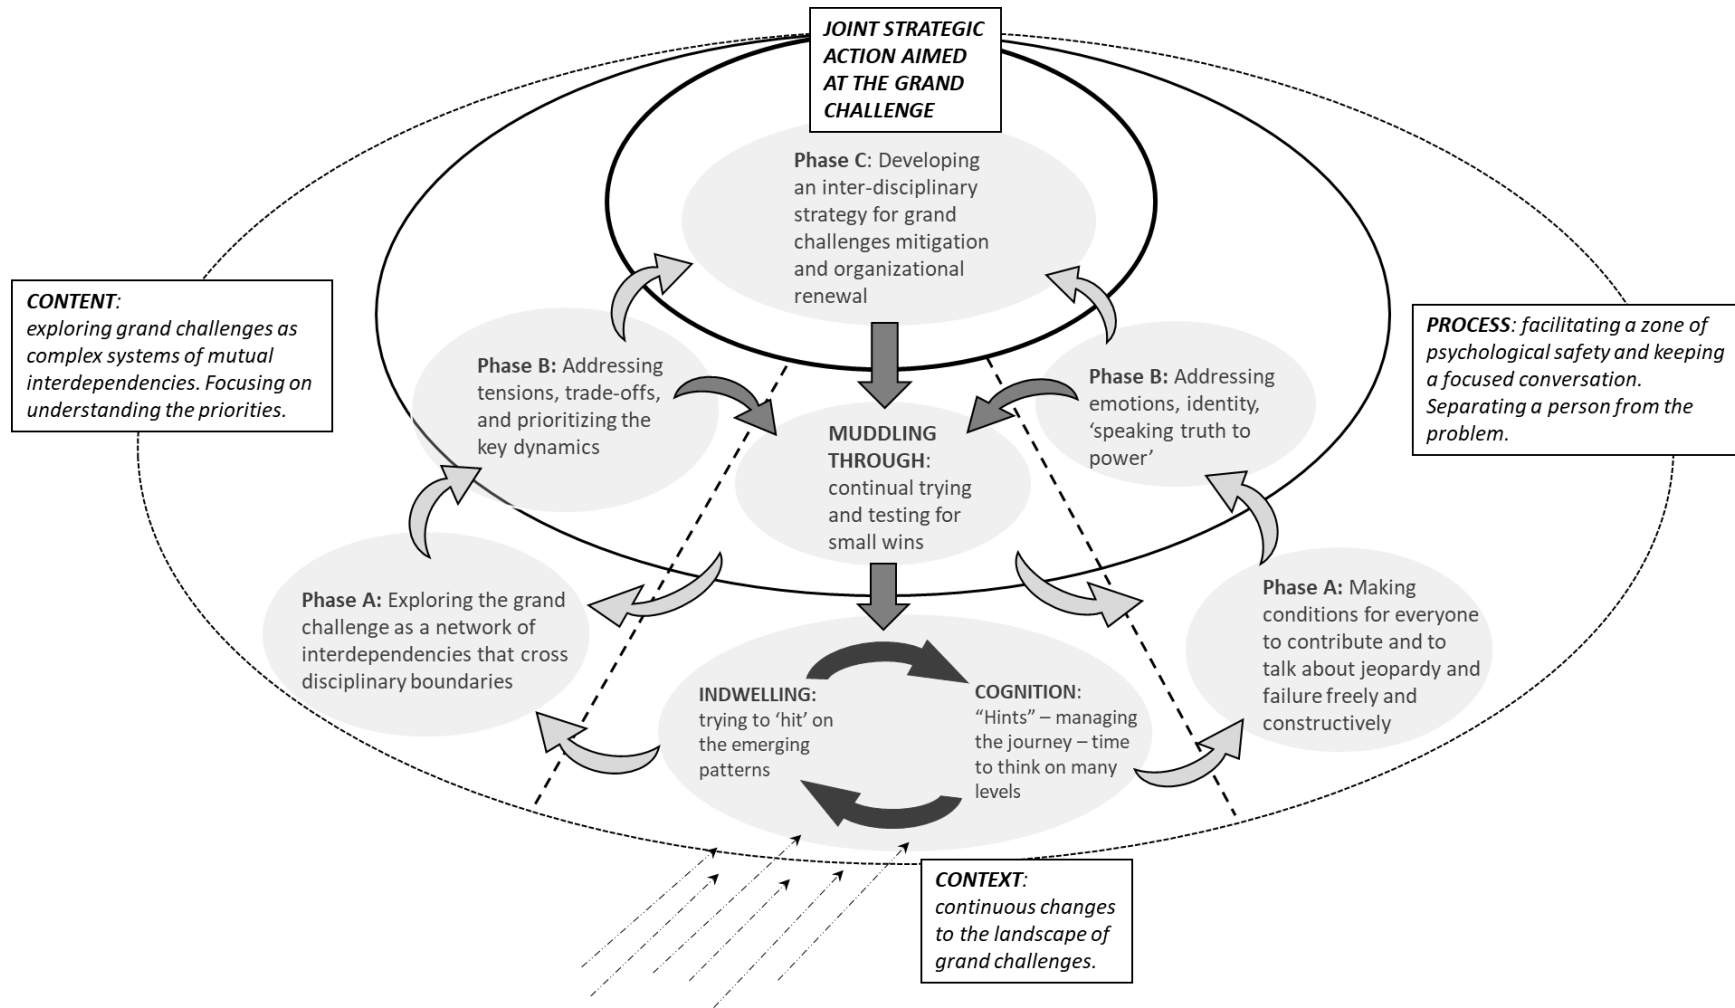 JOINT STRATEGIC
ACTION AIMED
AT THE GRAND
CHALLENGE
Phase C: Developing
an inter-disciplinary
strategy for grand
challenges mitigation
and organizational
renewal
CONTENT:
exploring grand challenges as
complex systems of mutual
interdependencies. Focusing on
understanding the priorities.
PROCESS: facilitating a zone of
psychological safety and keeping
a focused conversation.
Separating a person from the
problem.
Phase B: Addressing
tensions, trade-offs,
and prioritizing the
key dynamics
Phase B: Addressing
emotions, identity,
‘speaking truth to
power’
MUDDLING
THROUGH:
continual trying
and testing for
small wins
Phase A: Exploring the grand
challenge as a network of
interdependencies that cross
disciplinary boundaries
Phase A: Making
conditions for everyone
to contribute and to
talk about jeopardy and
failure freely and
constructively
INDWELLING:
trying to ‘hit’ on
the emerging
patterns
COGNITION:
“Hints” – managing
the journey – time
to think on many
levels
CONTEXT:
continuous changes
to the landscape of
grand challenges.